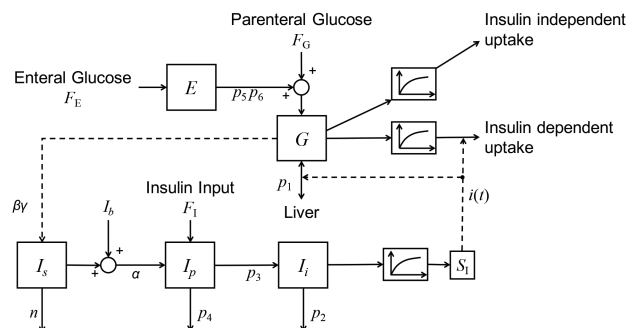 Parenteral Glucose
F_G
Insulin independent
uptake
Enteral Glucose
F_E
E
p_5 p_6
+
+
G
Insulin dependent
uptake
p_1
Liver
i(t)
βγ
I_b
Insulin Input
F_I
I_s
+
+
α
I_p
p_3
I_i
S_I
n
p_4
p_2